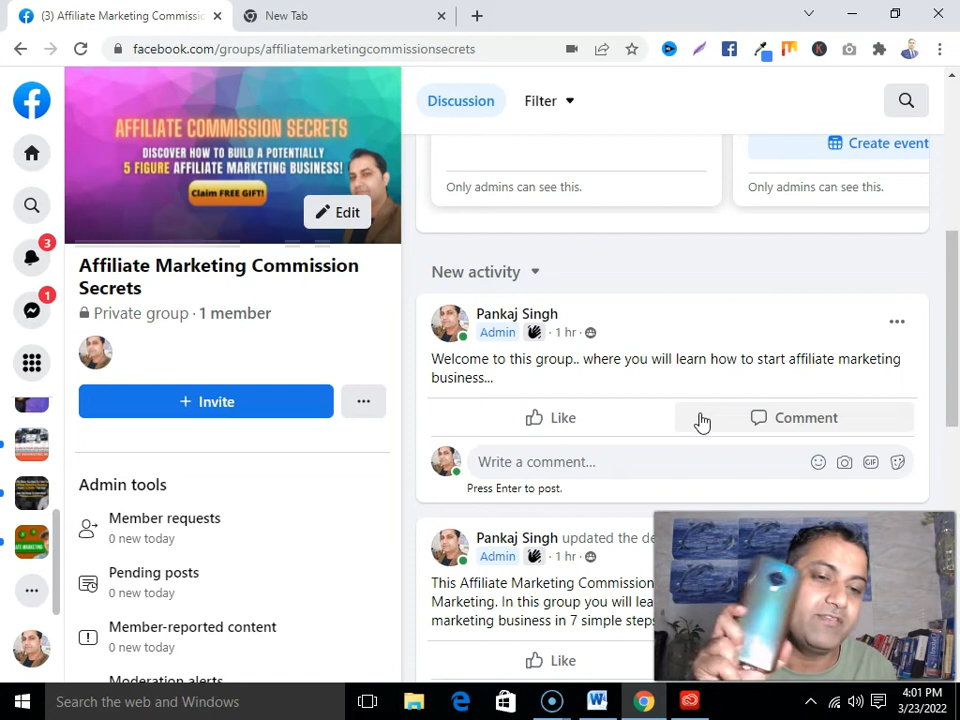 (3) Affiliate Marketing Commissic
New Tab
facebook.com/groups/affiliatemarketingcommissionsecrets
AFFILIATE COMMISSION SECRETS
DISCOVER HOW TO BUILD A POTENTIALLY
5 FIGURE AFFILIATE MARKETING BUSINESS!
Claim FREE GIFT!
Edit
Affiliate Marketing Commission
Secrets
Private group · 1 member
3
1
+ Invite
Admin tools
Member requests
0 new today
Pending posts
0 new today
Member-reported content
0 new today
Moderation alerts
Discussion
Filter
Create event
Only admins can see this.
Only admins can see this.
New activity
Pankaj Singh
Admin · 1 hr ·
Welcome to this group.. where you will learn how to start affiliate marketing
business...
Like
Comment
Write a comment...
GIF
Press Enter to post.
Pankaj Singh updated the de
Admin · 1 hr ·
This Affiliate Marketing Commission
Marketing. In this group you will lea
marketing business in 7 simple steps
Like
Search the web and Windows
4:01 PM
3/23/2022